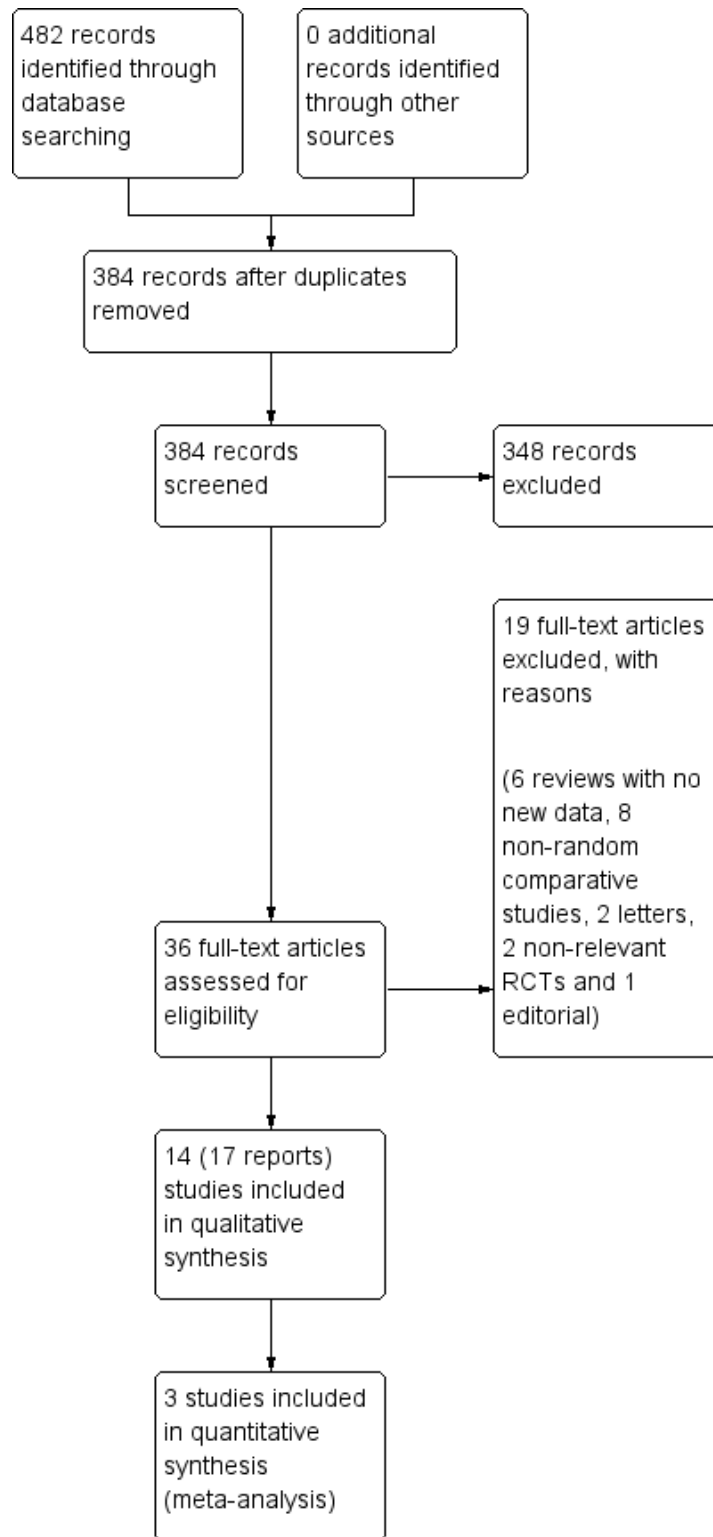 482 records
identified through
database
searching
0 additional
records identified
through other
sources
384 records after duplicates
removed
384 records
screened
348 records
excluded
19 full-text articles
excluded, with
reasons
(6 reviews with no
new data, 8
non-random
comparative
studies, 2 letters,
2 non-relevant
RCTs and 1
editorial)
36 full-text articles
assessed for
eligibility
14 (17 reports)
studies included
in qualitative
synthesis
3 studies included
in quantitative
synthesis
(meta-analysis)